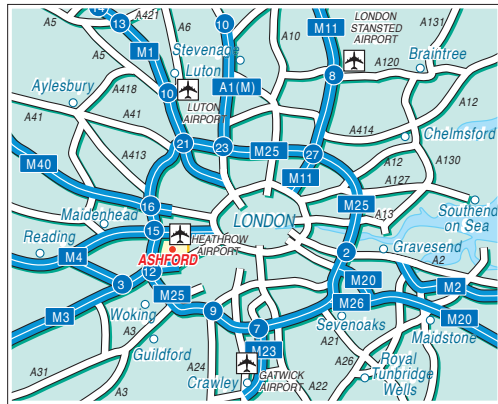 14
13
A421
A5
A5
M1
A6
10
Stevenage
Luton
A10
M11
LONDON
STANSTED
AIRPORT
A131
8
A120
Braintree
Aylesbury
A418
A41
A41
10
LUTON
AIRPORT
A1(M)
A12
A414
Chelmsford
M40
A413
21
23
M25
27
A12
A130
A127
M11
16
Maidenhead
M25
A13
Southend
on Sea
15
LONDON
Reading
M4
HEATHROW
AIRPORT
ASHFORD
2
Gravesend
A2
12
3
M25
M20
M2
M3
Woking
9
M26
Sevenoaks
M20
Maidstone
7
A3
Guildford
M23
A21
A26
Royal
Tunbridge
Wells
A31
A3
A24
Crawley
GATWICK
AIRPORT
A22